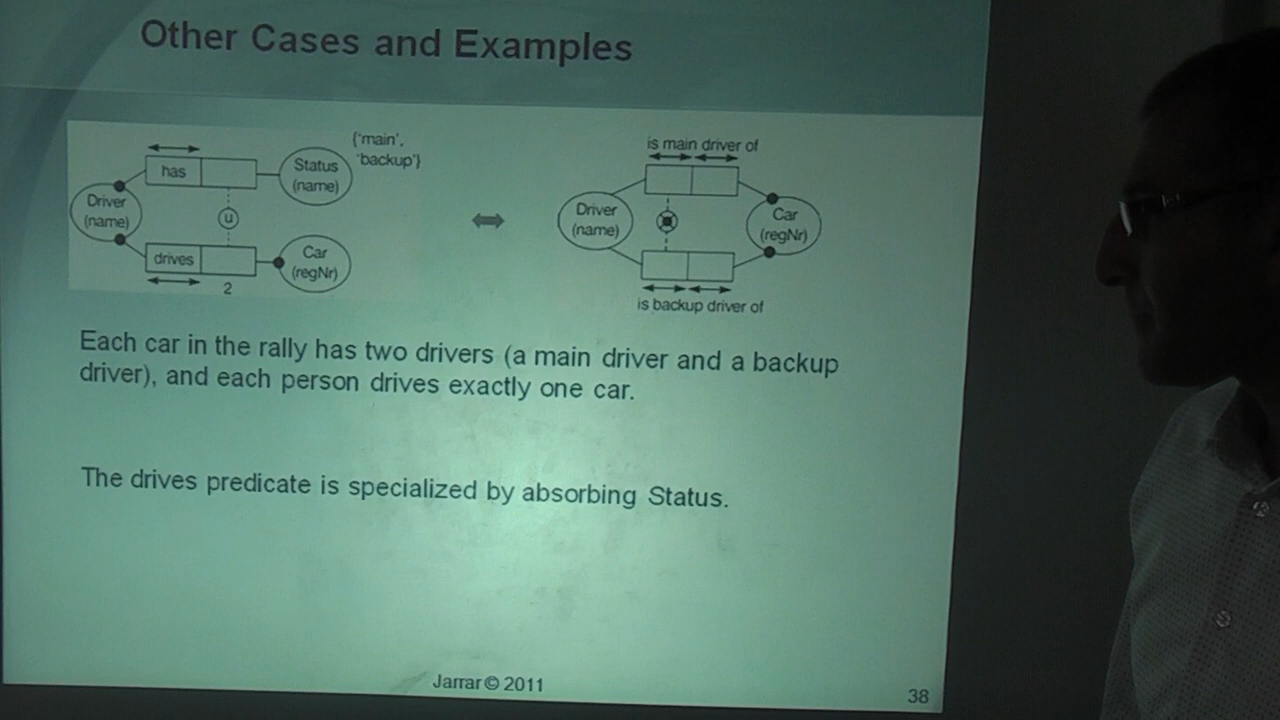 Other Cases and Examples
{'main',
'backup'}
has
Status
(name)
Driver
(name)
u
drives
Car
(regNr)
2
is main driver of
Driver
(name)
Car
(regNr)
is backup driver of
Each car in the rally has two drivers (a main driver and a backup
driver), and each person drives exactly one car.
The drives predicate is specialized by absorbing Status.
Jarrar © 2011
38